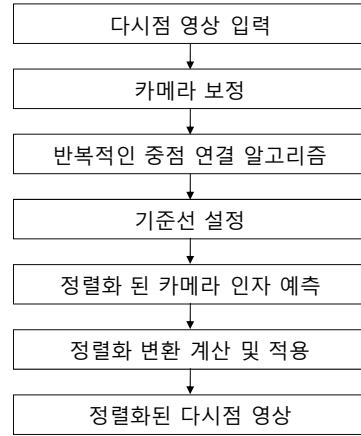 다시점 영상 입력
카메라 보정
반복적인 중점 연결 알고리즘
기준선 설정
정렬화 된 카메라 인자 예측
정렬화 변환 계산 및 적용
정렬화된 다시점 영상